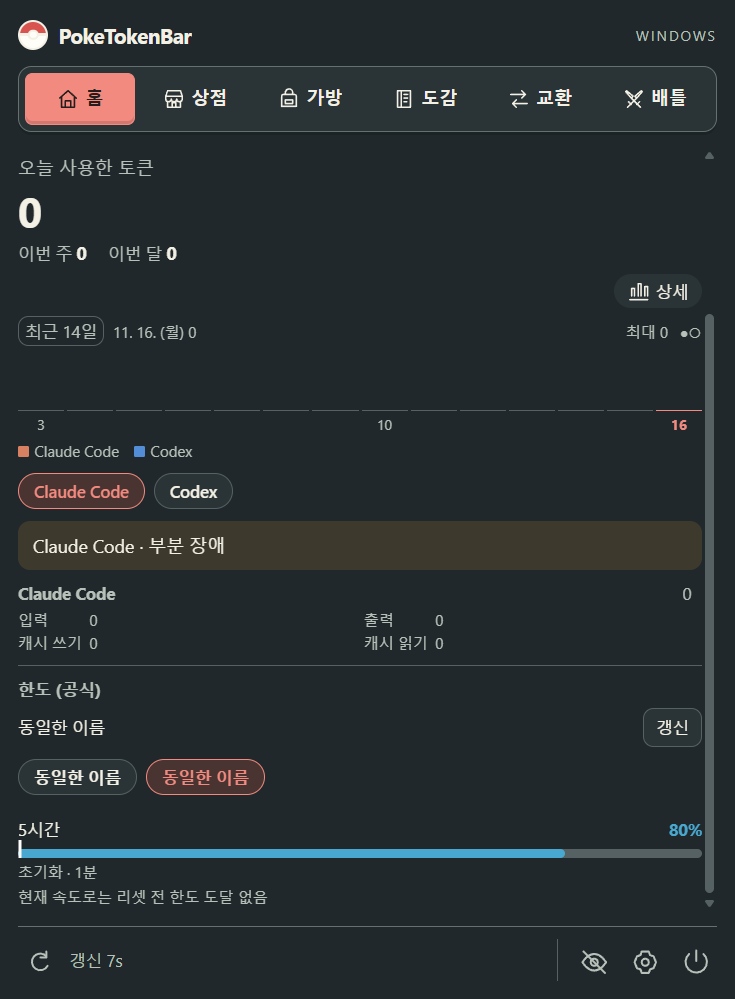 PokeTokenBar
WINDOWS
홈 상점 가방 도감 교환 배틀
오늘 사용한 토큰
0
이번 주 0 이번 달 0
상세
최근 14일 11. 16. (월) 0 최대 0
3 10 16
Claude Code Codex
Claude Code Codex
Claude Code · 부분 장애
Claude Code 0
입력 0 출력 0
캐시 쓰기 0 캐시 읽기 0
한도 (공식)
동일한 이름 갱신
동일한 이름 동일한 이름
5시간 80%
초기화 · 1분
현재 속도로는 리셋 전 한도 도달 없음
갱신 7s